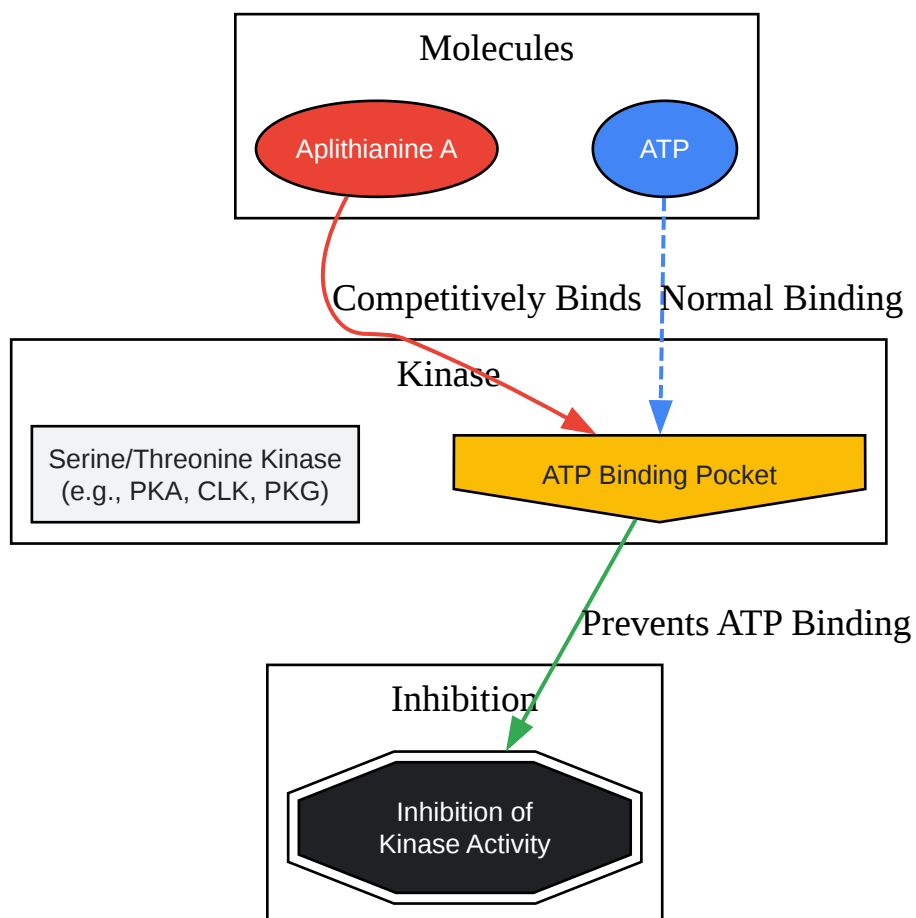 Molecules
Aplithianine A
ATP
Competitively Binds
Normal Binding
Kinase
Serine/Threonine Kinase
(e.g., PKA, CLK, PKG)
ATP Binding Pocket
Prevents ATP Binding
Inhibition
Inhibition of
Kinase Activity